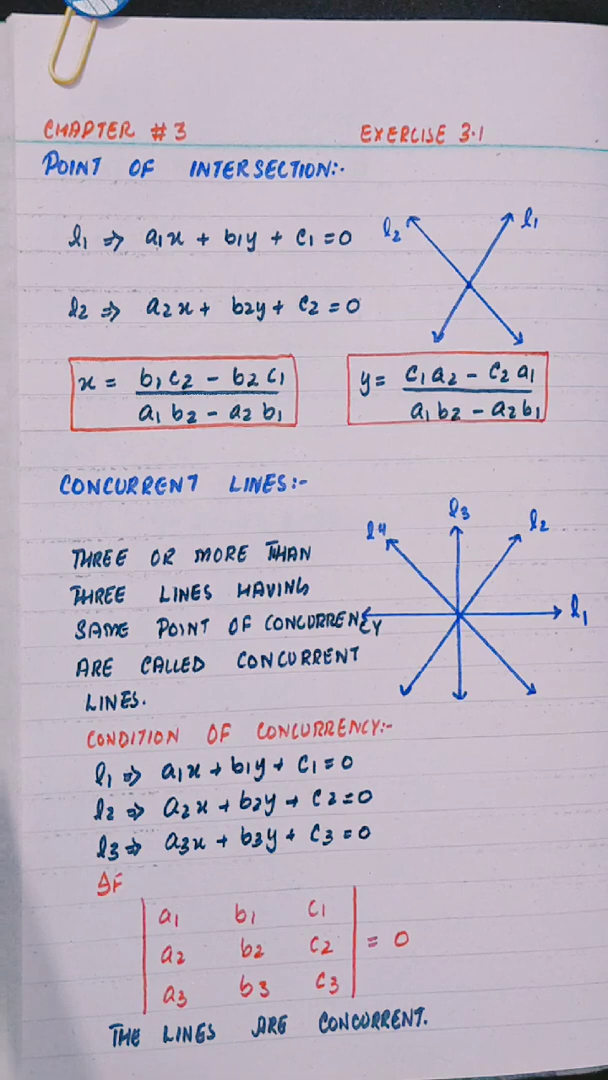 CHAPTER # 3 EXERCISE 3.1
POINT OF INTERSECTION:-
l₁ ⇒ a₁x + b₁y + c₁ = 0
l₂ l₁
l₂ ⇒ a₂x + b₂y + c₂ = 0
x = (b₁c₂ - b₂c₁) / (a₁b₂ - a₂b₁) y = (c₁a₂ - c₂a₁) / (a₁b₂ - a₂b₁)
CONCURRENT LINES:-
l₄ l₃ l₂ l₁
THREE OR MORE THAN
THREE LINES HAVING
SAME POINT OF CONCURRENCY
ARE CALLED CONCURRENT
LINES.
CONDITION OF CONCURRENCY:-
l₁ ⇒ a₁x + b₁y + c₁ = 0
l₂ ⇒ a₂x + b₂y + c₂ = 0
l₃ ⇒ a₃x + b₃y + c₃ = 0
IF
| a₁ b₁ c₁ |
| a₂ b₂ c₂ | = 0
| a₃ b₃ c₃ |
THE LINES ARE CONCURRENT.